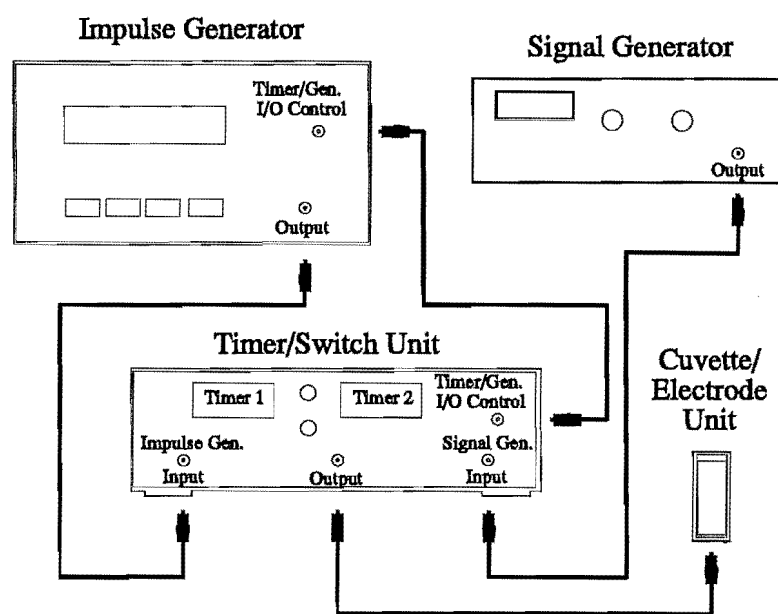 Impulse Generator
Timer/Gen.
I/O Control
Output
Signal Generator
Output
Timer/Switch Unit
Timer 1
Timer 2
Timer/Gen.
I/O Control
Impulse Gen.
Input
Output
Signal Gen.
Input
Cuvette/
Electrode
Unit